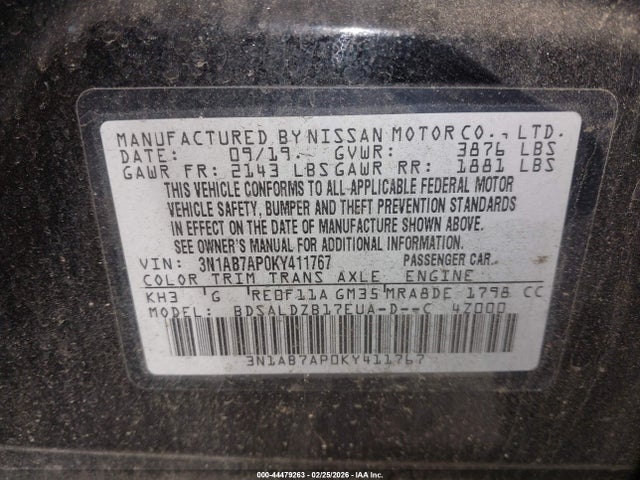 MANUFACTURED BY NISSAN MOTOR CO., LTD.
DATE: 09/19. GVWR: 3876 LBS
GAWR FR: 2143 LBS GAWR RR: 1881 LBS
THIS VEHICLE CONFORMS TO ALL APPLICABLE FEDERAL MOTOR
VEHICLE SAFETY, BUMPER AND THEFT PREVENTION STANDARDS
IN EFFECT ON THE DATE OF MANUFACTURE SHOWN ABOVE.
SEE OWNER'S MANUAL FOR ADDITIONAL INFORMATION.
VIN: 3N1AB7AP0KY411767 PASSENGER CAR.
COLOR TRIM TRANS AXLE ENGINE
KH3 G RE0F11A GM35 MRA8DE 1798 CC
MODEL: BDSALDZB17EUA-D--C 4Z000
3N1AB7AP0KY411767
000-44479263 - 02/25/2026 - IAA Inc.